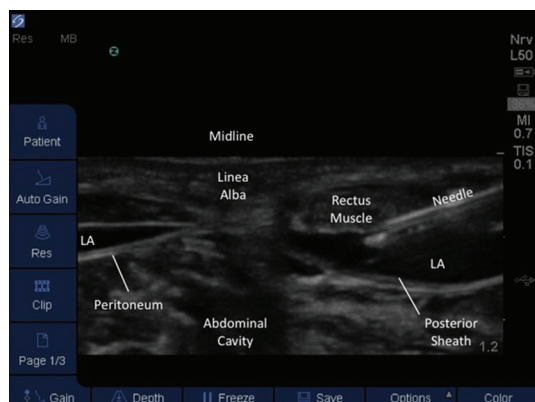 Res MB
Nrv
L50
36%
MI
0.7
TIS
0.1
Patient
Auto Gain
Res
Clip
Page 1/3
Midline
Linea
Alba
Rectus
Muscle
Needle
LA
LA
Peritoneum
Abdominal
Cavity
Posterior
Sheath
1.2
Gain
Depth
Freeze
Save
Options
Color